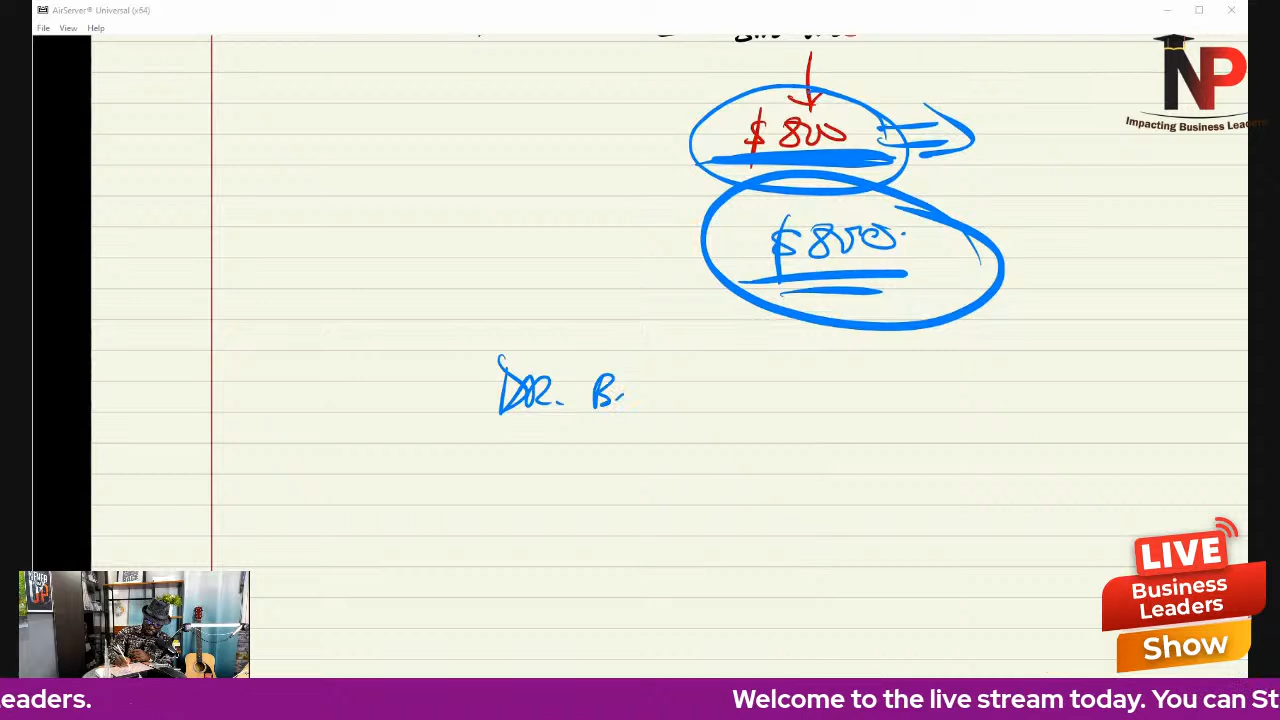 AirServer Universal (x64)
File View Help
$800
$800.
DR. B.
NP
Impacting Business Leaders
LIVE
Business
Leaders
Show
eaders. Welcome to the live stream today. You can St